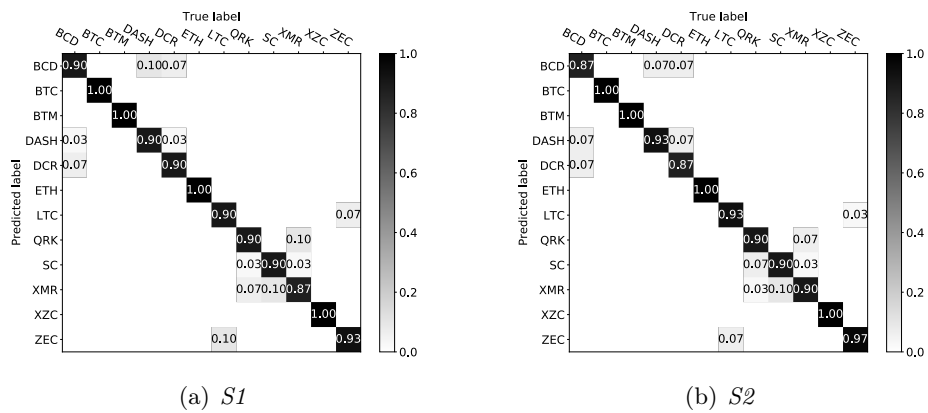 True label
BCD BTC BTM DASH DCR ETH LTC QRK SC XMR XZC ZEC
Predicted label
BCD 0.90 0.10 0.07
BTC 1.00
BTM 1.00
DASH 0.03 0.90 0.03
DCR 0.07 0.90
ETH 1.00
LTC 0.90 0.07
QRK 0.90 0.10
SC 0.03 0.90 0.03
XMR 0.07 0.10 0.87
XZC 1.00
ZEC 0.10 0.93
1.0
0.8
0.6
0.4
0.2
0.0
(a) S1
True label
BCD BTC BTM DASH DCR ETH LTC QRK SC XMR XZC ZEC
Predicted label
BCD 0.87 0.07 0.07
BTC 1.00
BTM 1.00
DASH 0.07 0.93 0.07
DCR 0.07 0.87
ETH 1.00
LTC 0.93 0.03
QRK 0.90 0.07
SC 0.07 0.90 0.03
XMR 0.03 0.10 0.90
XZC 1.00
ZEC 0.07 0.97
1.0
0.8
0.6
0.4
0.2
0.0
(b) S2